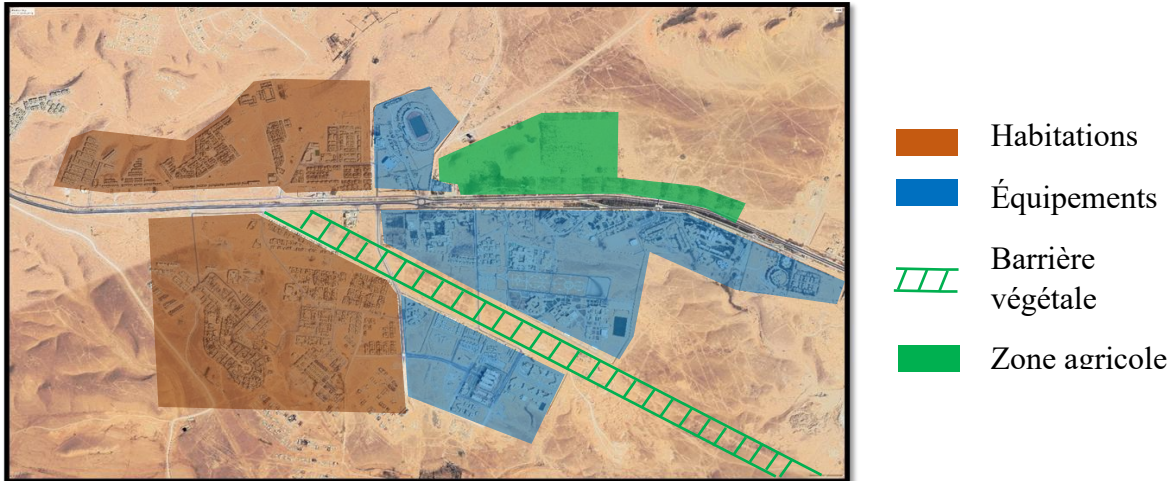 Habitations
Équipements
Barrière
végétale
Zone agricole